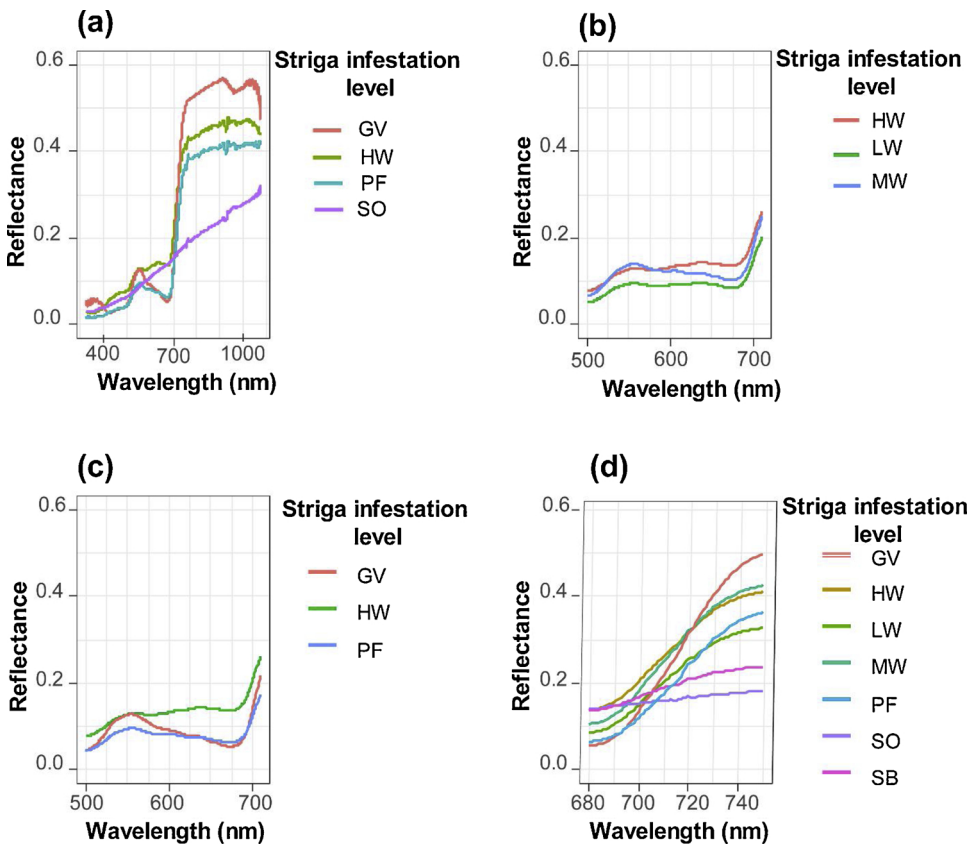 (a)
Striga infestation
level
GV
HW
PF
SO
0.6
0.4
0.2
0.0
Reflectance
400
700
1000
Wavelength (nm)
(b)
Striga infestation
level
HW
LW
MW
0.6
0.4
0.2
0.0
Reflectance
500
600
700
Wavelength (nm)
(c)
Striga infestation
level
GV
HW
PF
0.6
0.4
0.2
0.0
Reflectance
500
600
700
Wavelength (nm)
(d)
Striga infestation
level
GV
HW
LW
MW
PF
SO
SB
0.6
0.4
0.2
0.0
Reflectance
680
700
720
740
Wavelength (nm)